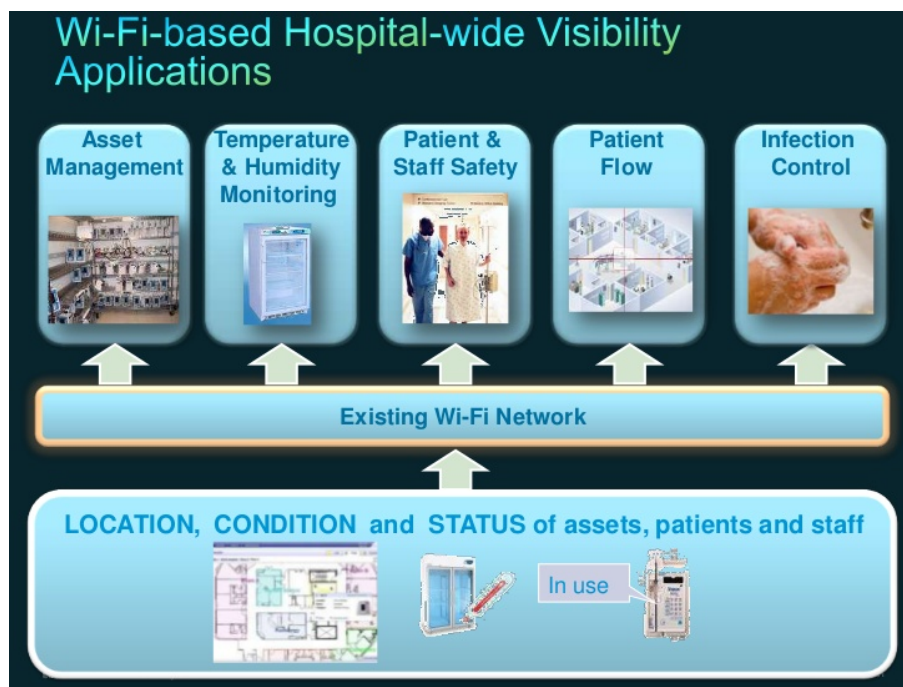 Wi-Fi-based Hospital-wide Visibility
Applications
Asset
Management
Temperature
& Humidity
Monitoring
Patient &
Staff Safety
Patient
Flow
Infection
Control
Existing Wi-Fi Network
LOCATION, CONDITION and STATUS of assets, patients and staff
In use